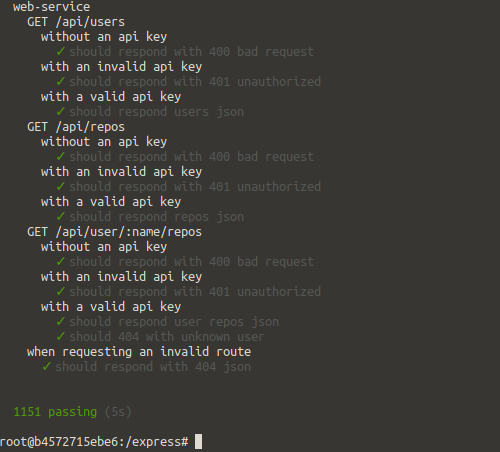 web-service
GET /api/users
without an api key
✓ should respond with 400 bad request
with an invalid api key
✓ should respond with 401 unauthorized
with a valid api key
✓ should respond users json
GET /api/repos
without an api key
✓ should respond with 400 bad request
with an invalid api key
✓ should respond with 401 unauthorized
with a valid api key
✓ should respond repos json
GET /api/user/:name/repos
without an api key
✓ should respond with 400 bad request
with an invalid api key
✓ should respond with 401 unauthorized
with a valid api key
✓ should respond user repos json
✓ should 404 with unknown user
when requesting an invalid route
✓ should respond with 404 json
1151 passing (5s)
root@b4572715ebe6:/express#